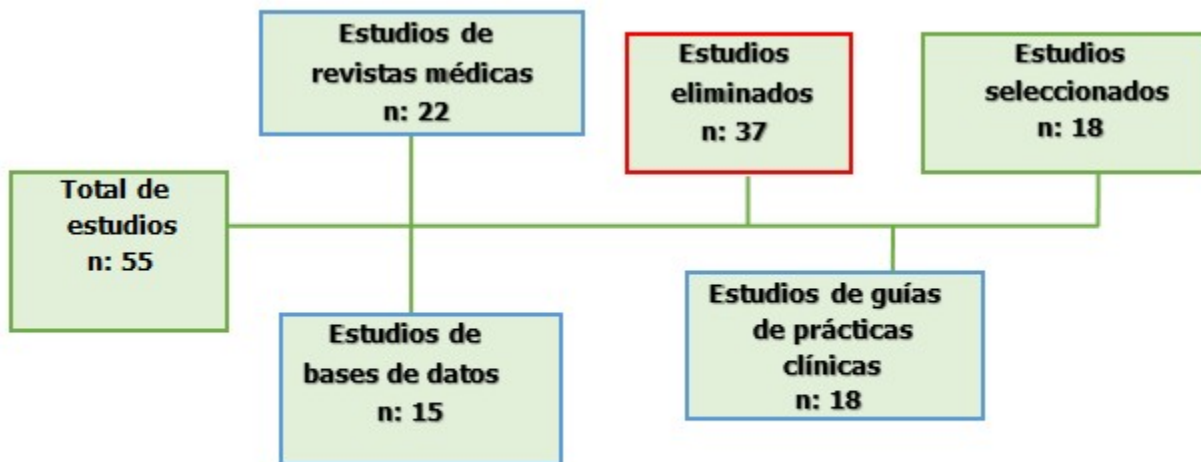 Estudios de
revistas médicas
n: 22
Estudios
eliminados
n: 37
Estudios
seleccionados
n: 18
Total de
estudios
n: 55
Estudios de
bases de datos
n: 15
Estudios de guías
de prácticas
clínicas
n: 18